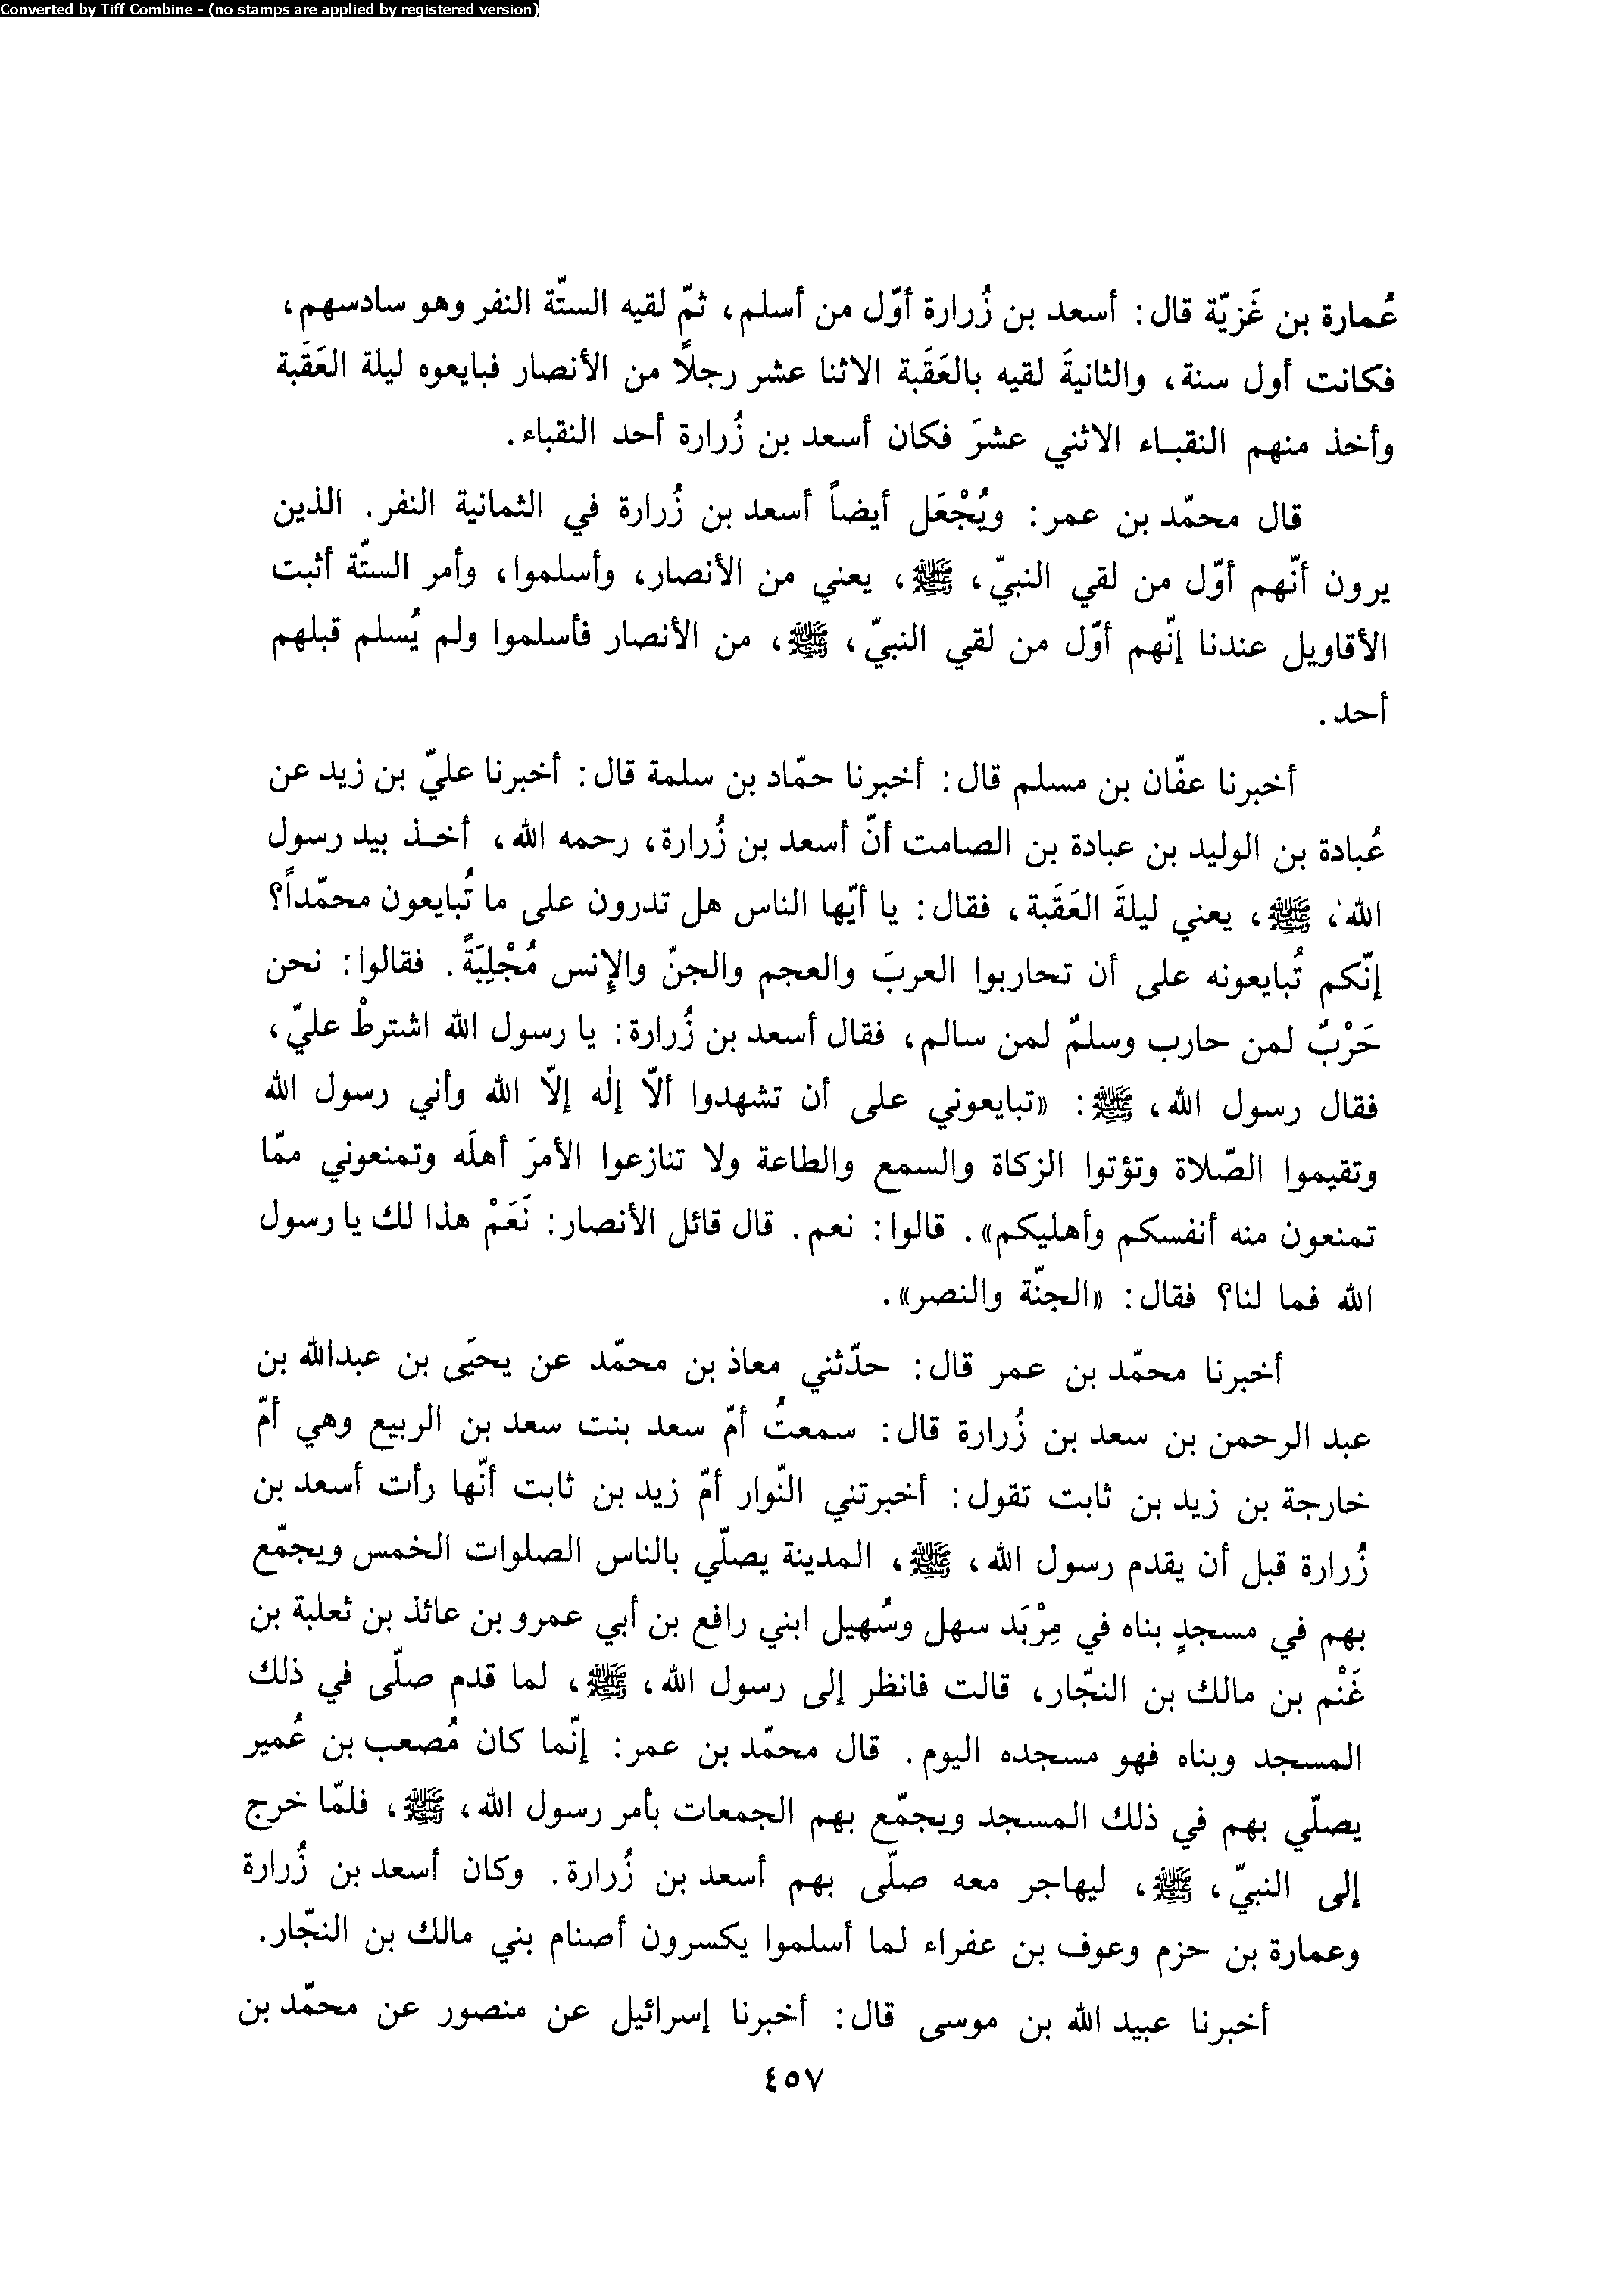 Converted by Tiff Combine - (no stamps are applied by registered version)
عُمارة بن غَزيّة قال: أسعد بن زُرارة أوّل من أسلم، ثمّ لقيه الستّة النفر وهو سادسهم،
فكانت أول سنة، والثانيةَ لقيه بالعَقَبة الاثنا عشر رجلاً من الأنصار فبايعوه ليلة العَقَبة
وأخذ منهم النقباء الاثني عشرَ فكان أسعد بن زُرارة أحد النقباء.
قال محمّد بن عمر: ويُجْعَل أيضاً أسعد بن زُرارة في الثمانية النفر. الذين
يرون أنّهم أوّل من لقي النبيّ، ﷺ، يعني من الأنصار، وأسلموا، وأمر الستّة أثبت
الأقاويل عندنا إنّهم أوّل من لقي النبيّ، ﷺ، من الأنصار فأسلموا ولم يُسلم قبلهم
أحد.
أخبرنا عفّان بن مسلم قال: أخبرنا حمّاد بن سلمة قال: أخبرنا عليّ بن زيد عن
عُبادة بن الوليد بن عبادة بن الصامت أنّ أسعد بن زُرارة، رحمه الله، أخذ بيد رسول
الله، ﷺ، يعني ليلةَ العَقَبة، فقال: يا أيّها الناس هل تدرون على ما تُبايعون محمّداً؟
إنّكم تُبايعونه على أن تحاربوا العربَ والعجم والجنّ والإنس مُجْلِبَةً. فقالوا: نحن
حَرْبٌ لمن حارب وسلمٌ لمن سالم، فقال أسعد بن زُرارة: يا رسول الله اشترطْ عليّ،
فقال رسول الله، ﷺ: «تبايعوني على أن تشهدوا ألاّ إلٰه إلاّ الله وأني رسول الله
وتقيموا الصّلاة وتؤتوا الزكاة والسمع والطاعة ولا تنازعوا الأمرَ أهلَه وتمنعوني ممّا
تمنعون منه أنفسكم وأهليكم». قالوا: نعم. قال قائل الأنصار: نَعَمْ هذا لك يا رسول
الله فما لنا؟ فقال: «الجنّة والنصر».
أخبرنا محمّد بن عمر قال: حدّثني معاذ بن محمّد عن يحيَى بن عبدالله بن
عبد الرحمن بن سعد بن زُرارة قال: سمعتُ أمّ سعد بنت سعد بن الربيع وهي أمّ
خارجة بن زيد بن ثابت تقول: أخبرتني النّوار أمّ زيد بن ثابت أنّها رأت أسعد بن
زُرارة قبل أن يقدم رسول الله، ﷺ، المدينة يصلّي بالناس الصلوات الخمس ويجمّع
بهم في مسجدٍ بناه في مِرْبَد سهل وسُهيل ابني رافع بن أبي عمرو بن عائذ بن ثعلبة بن
غَنْم بن مالك بن النجّار، قالت فانظر إلى رسول الله، ﷺ، لما قدم صلّى في ذلك
المسجد وبناه فهو مسجده اليوم. قال محمّد بن عمر: إنّما كان مُصعب بن عُمير
يصلّي بهم في ذلك المسجد ويجمّع بهم الجمعات بأمر رسول الله، ﷺ، فلمّا خرج
إلى النبيّ، ﷺ، ليهاجر معه صلّى بهم أسعد بن زُرارة. وكان أسعد بن زُرارة
وعمارة بن حزم وعوف بن عفراء لما أسلموا يكسرون أصنام بني مالك بن النجّار.
أخبرنا عبيد الله بن موسى قال: أخبرنا إسرائيل عن منصور عن محمّد بن
٤٥٧